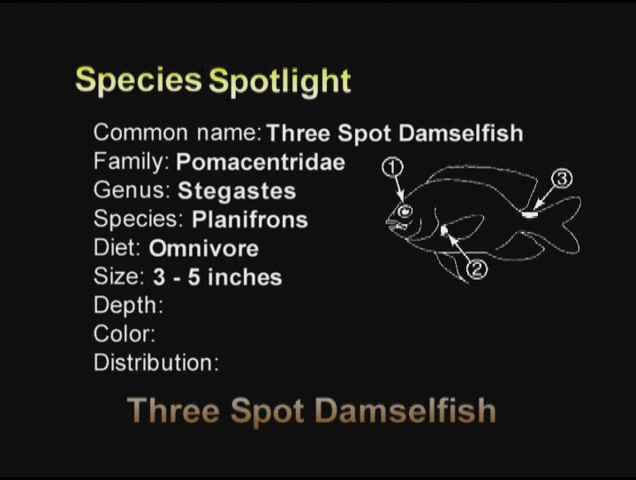 Species Spotlight
Common name: Three Spot Damselfish
Family: Pomacentridae
Genus: Stegastes
Species: Planifrons
Diet: Omnivore
Size: 3 - 5 inches
Depth:
Color:
Distribution:
1
3
2
Three Spot Damselfish